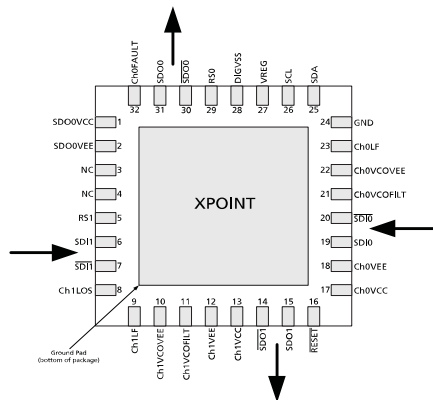 Ch0FAULT
SDO0
SDO0
RS0
DIGVSS
VREG
SCL
SDA
32
31
30
29
28
27
26
25
SDO0VCC 1
SDO0VEE 2
NC 3
NC 4
RS1 5
SDI1 6
SDI1 7
Ch1LOS 8
XPOINT
24 GND
23 Ch0LF
22 Ch0VCOVEE
21 Ch0VCOFILT
20 SDI0
19 SDI0
18 Ch0VEE
17 Ch0VCC
9
10
11
12
13
14
15
16
Ch1LF
Ch1VCOVEE
Ch1VCOFILT
Ch1VEE
Ch1VCC
SDO1
SDO1
RESET
Ground Pad
(bottom of package)